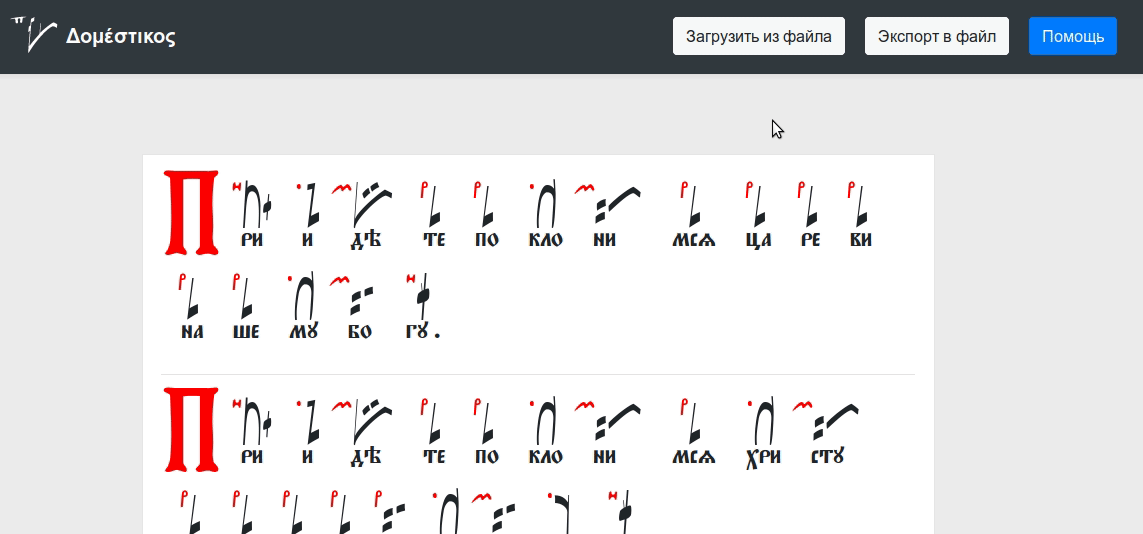 Домéстικος
Загрузить из файла
Экспорт в файл
Помощь
П РИ И ДѢ ТЕ ПО КЛО НИ МСѦ ЦА РЕ ВИ
НА ШЕ МꙊ БО ГꙊ .
П РИ И ДѢ ТЕ ПО КЛО НИ МСѦ ХРИ СТꙊ